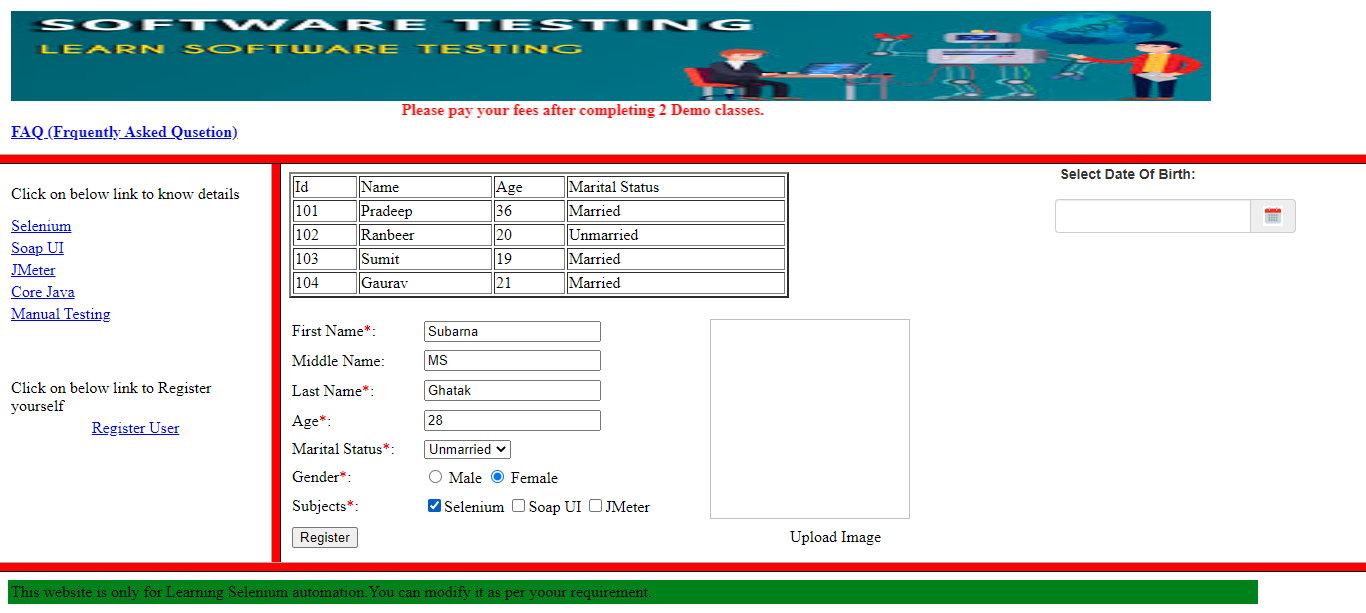 SOFTWARE TESTING
LEARN SOFTWARE TESTING
Please pay your fees after completing 2 Demo classes.
FAQ (Frquently Asked Qusetion)
Click on below link to know details
Selenium
Soap UI
JMeter
Core Java
Manual Testing
Click on below link to Register
yourself
Register User
Id Name Age Marital Status
101 Pradeep 36 Married
102 Ranbeer 20 Unmarried
103 Sumit 19 Married
104 Gaurav 21 Married
Select Date Of Birth:
First Name*: Subarna
Middle Name: MS
Last Name*: Ghatak
Age*: 28
Marital Status*: Unmarried
Gender*: Male Female
Subjects*: Selenium Soap UI JMeter
Register
Upload Image
This website is only for Learning Selenium automation.You can modify it as per yoour requirement.